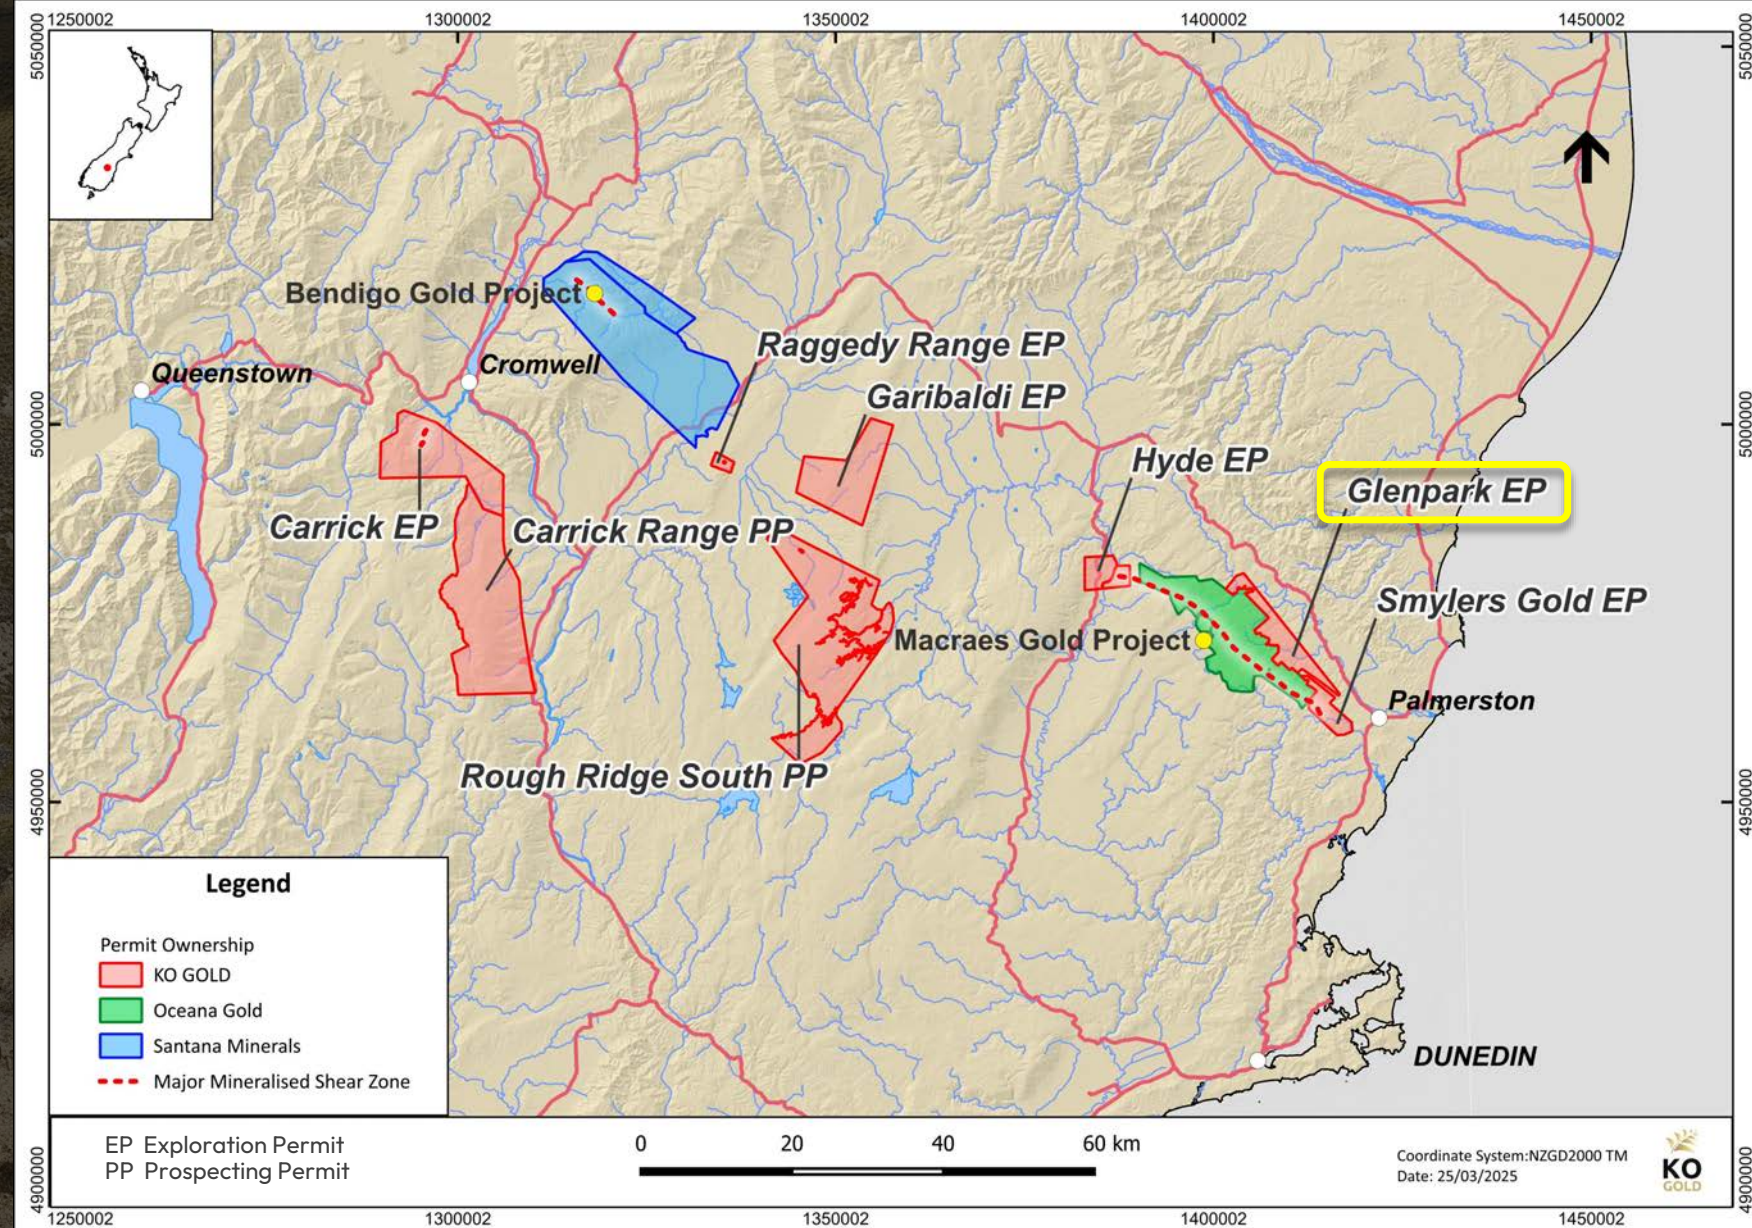 1250002
1300002
1350002
1400002
1450002
5050000
5050000
Bendigo Gold Project
Raggedy Range EP
Cromwell
Queenstown
Garibaldi EP
5000000
5000000
Hyde EP
Glenpark EP
Carrick EP
Carrick Range PP
Smylers Gold EP
Macraes Gold Project
Palmerston
Rough Ridge South PP
4950000
4950000
Legend
Permit Ownership
KO GOLD
Oceana Gold
Santana Minerals
Major Mineralised Shear Zone
DUNEDIN
EP Exploration Permit
PP Prospecting Permit
0 20 40 60 km
Coordinate System:NZGD2000 TM
Date: 25/03/2025
KO
GOLD
4900000
4900000
1250002
1300002
1350002
1400002
1450002